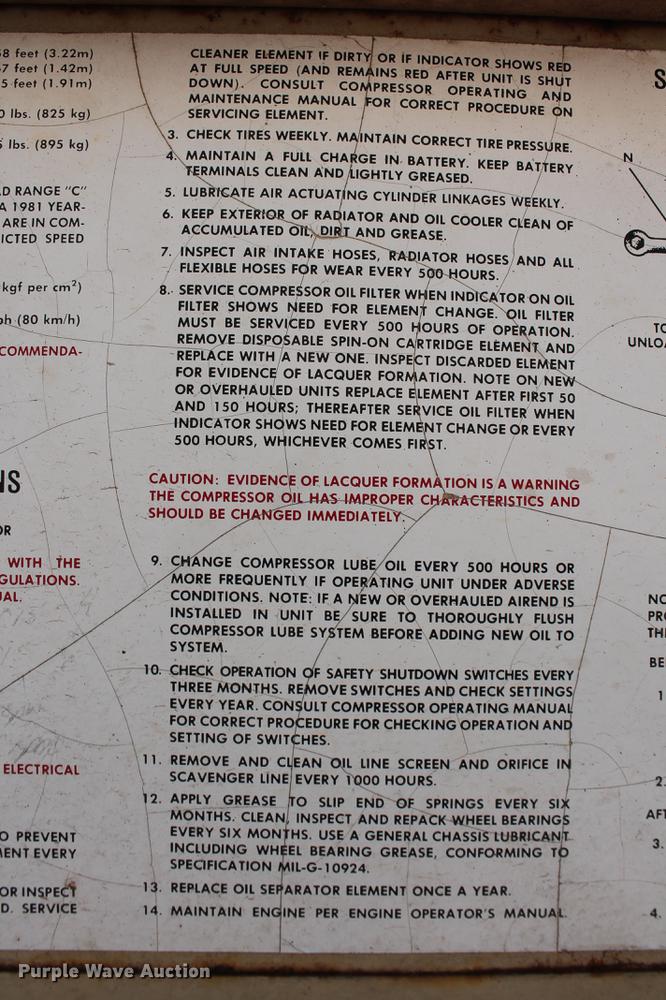 58 feet (3.22m)
67 feet (1.42m)
5 feet (1.91m)
0 lbs. (825 kg)
5 lbs. (895 kg)
LD RANGE "C"
A 1981 YEAR-
ARE IN COM-
ICTED SPEED
kgf per cm²)
ph (80 km/h)
COMMENDA-
NS
OR
WITH THE
GULATIONS.
UAL.
ELECTRICAL
O PREVENT
MENT EVERY
OR INSPECT
D. SERVICE
CLEANER ELEMENT IF DIRTY OR IF INDICATOR SHOWS RED
AT FULL SPEED (AND REMAINS RED AFTER UNIT IS SHUT
DOWN). CONSULT COMPRESSOR OPERATING AND
MAINTENANCE MANUAL FOR CORRECT PROCEDURE ON
SERVICING ELEMENT.
3. CHECK TIRES WEEKLY. MAINTAIN CORRECT TIRE PRESSURE.
4. MAINTAIN A FULL CHARGE IN BATTERY. KEEP BATTERY
TERMINALS CLEAN AND LIGHTLY GREASED.
5. LUBRICATE AIR ACTUATING CYLINDER LINKAGES WEEKLY.
6. KEEP EXTERIOR OF RADIATOR AND OIL COOLER CLEAN OF
ACCUMULATED OIL, DIRT AND GREASE.
7. INSPECT AIR INTAKE HOSES, RADIATOR HOSES AND ALL
FLEXIBLE HOSES FOR WEAR EVERY 500 HOURS.
8. SERVICE COMPRESSOR OIL FILTER WHEN INDICATOR ON OIL
FILTER SHOWS NEED FOR ELEMENT CHANGE. OIL FILTER
MUST BE SERVICED EVERY 500 HOURS OF OPERATION.
REMOVE DISPOSABLE SPIN-ON CARTRIDGE ELEMENT AND
REPLACE WITH A NEW ONE. INSPECT DISCARDED ELEMENT
FOR EVIDENCE OF LACQUER FORMATION. NOTE ON NEW
OR OVERHAULED UNITS REPLACE ELEMENT AFTER FIRST 50
AND 150 HOURS; THEREAFTER SERVICE OIL FILTER WHEN
INDICATOR SHOWS NEED FOR ELEMENT CHANGE OR EVERY
500 HOURS, WHICHEVER COMES FIRST.
CAUTION: EVIDENCE OF LACQUER FORMATION IS A WARNING
THE COMPRESSOR OIL HAS IMPROPER CHARACTERISTICS AND
SHOULD BE CHANGED IMMEDIATELY.
9. CHANGE COMPRESSOR LUBE OIL EVERY 500 HOURS OR
MORE FREQUENTLY IF OPERATING UNIT UNDER ADVERSE
CONDITIONS. NOTE: IF A NEW OR OVERHAULED AIREND IS
INSTALLED IN UNIT BE SURE TO THOROUGHLY FLUSH
COMPRESSOR LUBE SYSTEM BEFORE ADDING NEW OIL TO
SYSTEM.
10. CHECK OPERATION OF SAFETY SHUTDOWN SWITCHES EVERY
THREE MONTHS. REMOVE SWITCHES AND CHECK SETTINGS
EVERY YEAR. CONSULT COMPRESSOR OPERATING MANUAL
FOR CORRECT PROCEDURE FOR CHECKING OPERATION AND
SETTING OF SWITCHES.
11. REMOVE AND CLEAN OIL LINE SCREEN AND ORIFICE IN
SCAVENGER LINE EVERY 1000 HOURS.
12. APPLY GREASE TO SLIP END OF SPRINGS EVERY SIX
MONTHS. CLEAN, INSPECT AND REPACK WHEEL BEARINGS
EVERY SIX MONTHS. USE A GENERAL CHASSIS LUBRICANT
INCLUDING WHEEL BEARING GREASE, CONFORMING TO
SPECIFICATION MIL-G-10924.
13. REPLACE OIL SEPARATOR ELEMENT ONCE A YEAR.
14. MAINTAIN ENGINE PER ENGINE OPERATOR'S MANUAL.
S
N
TO
UNLOA
NO
PRO
THE
BE
1
2.
AFT
3.
4.
Purple Wave Auction